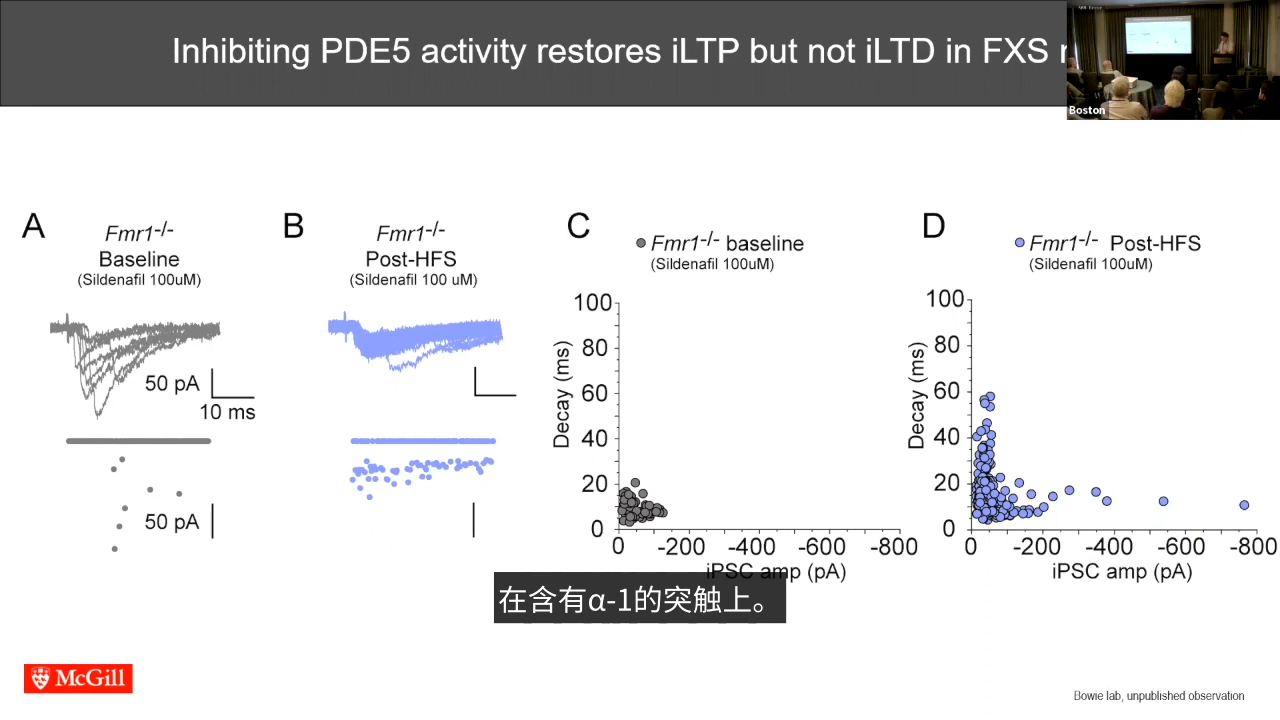 Inhibiting PDE5 activity restores iLTP but not iLTD in FXS
Boston
A
Fmr1-/-
Baseline
(Sildenafil 100uM)
50 pA
10 ms
50 pA
B
Fmr1-/-
Post-HFS
(Sildenafil 100 uM)
C
Fmr1-/- baseline
(Sildenafil 100uM)
100
80
60
40
20
0
Decay (ms)
0 -200 -400 -600 -800
iPSC amp (pA)
D
Fmr1-/- Post-HFS
(Sildenafil 100uM)
100
80
60
40
20
0
Decay (ms)
0 -200 -400 -600 -800
iPSC amp (pA)
在含有α-1的突触上。
McGill
Bowie lab, unpublished observation